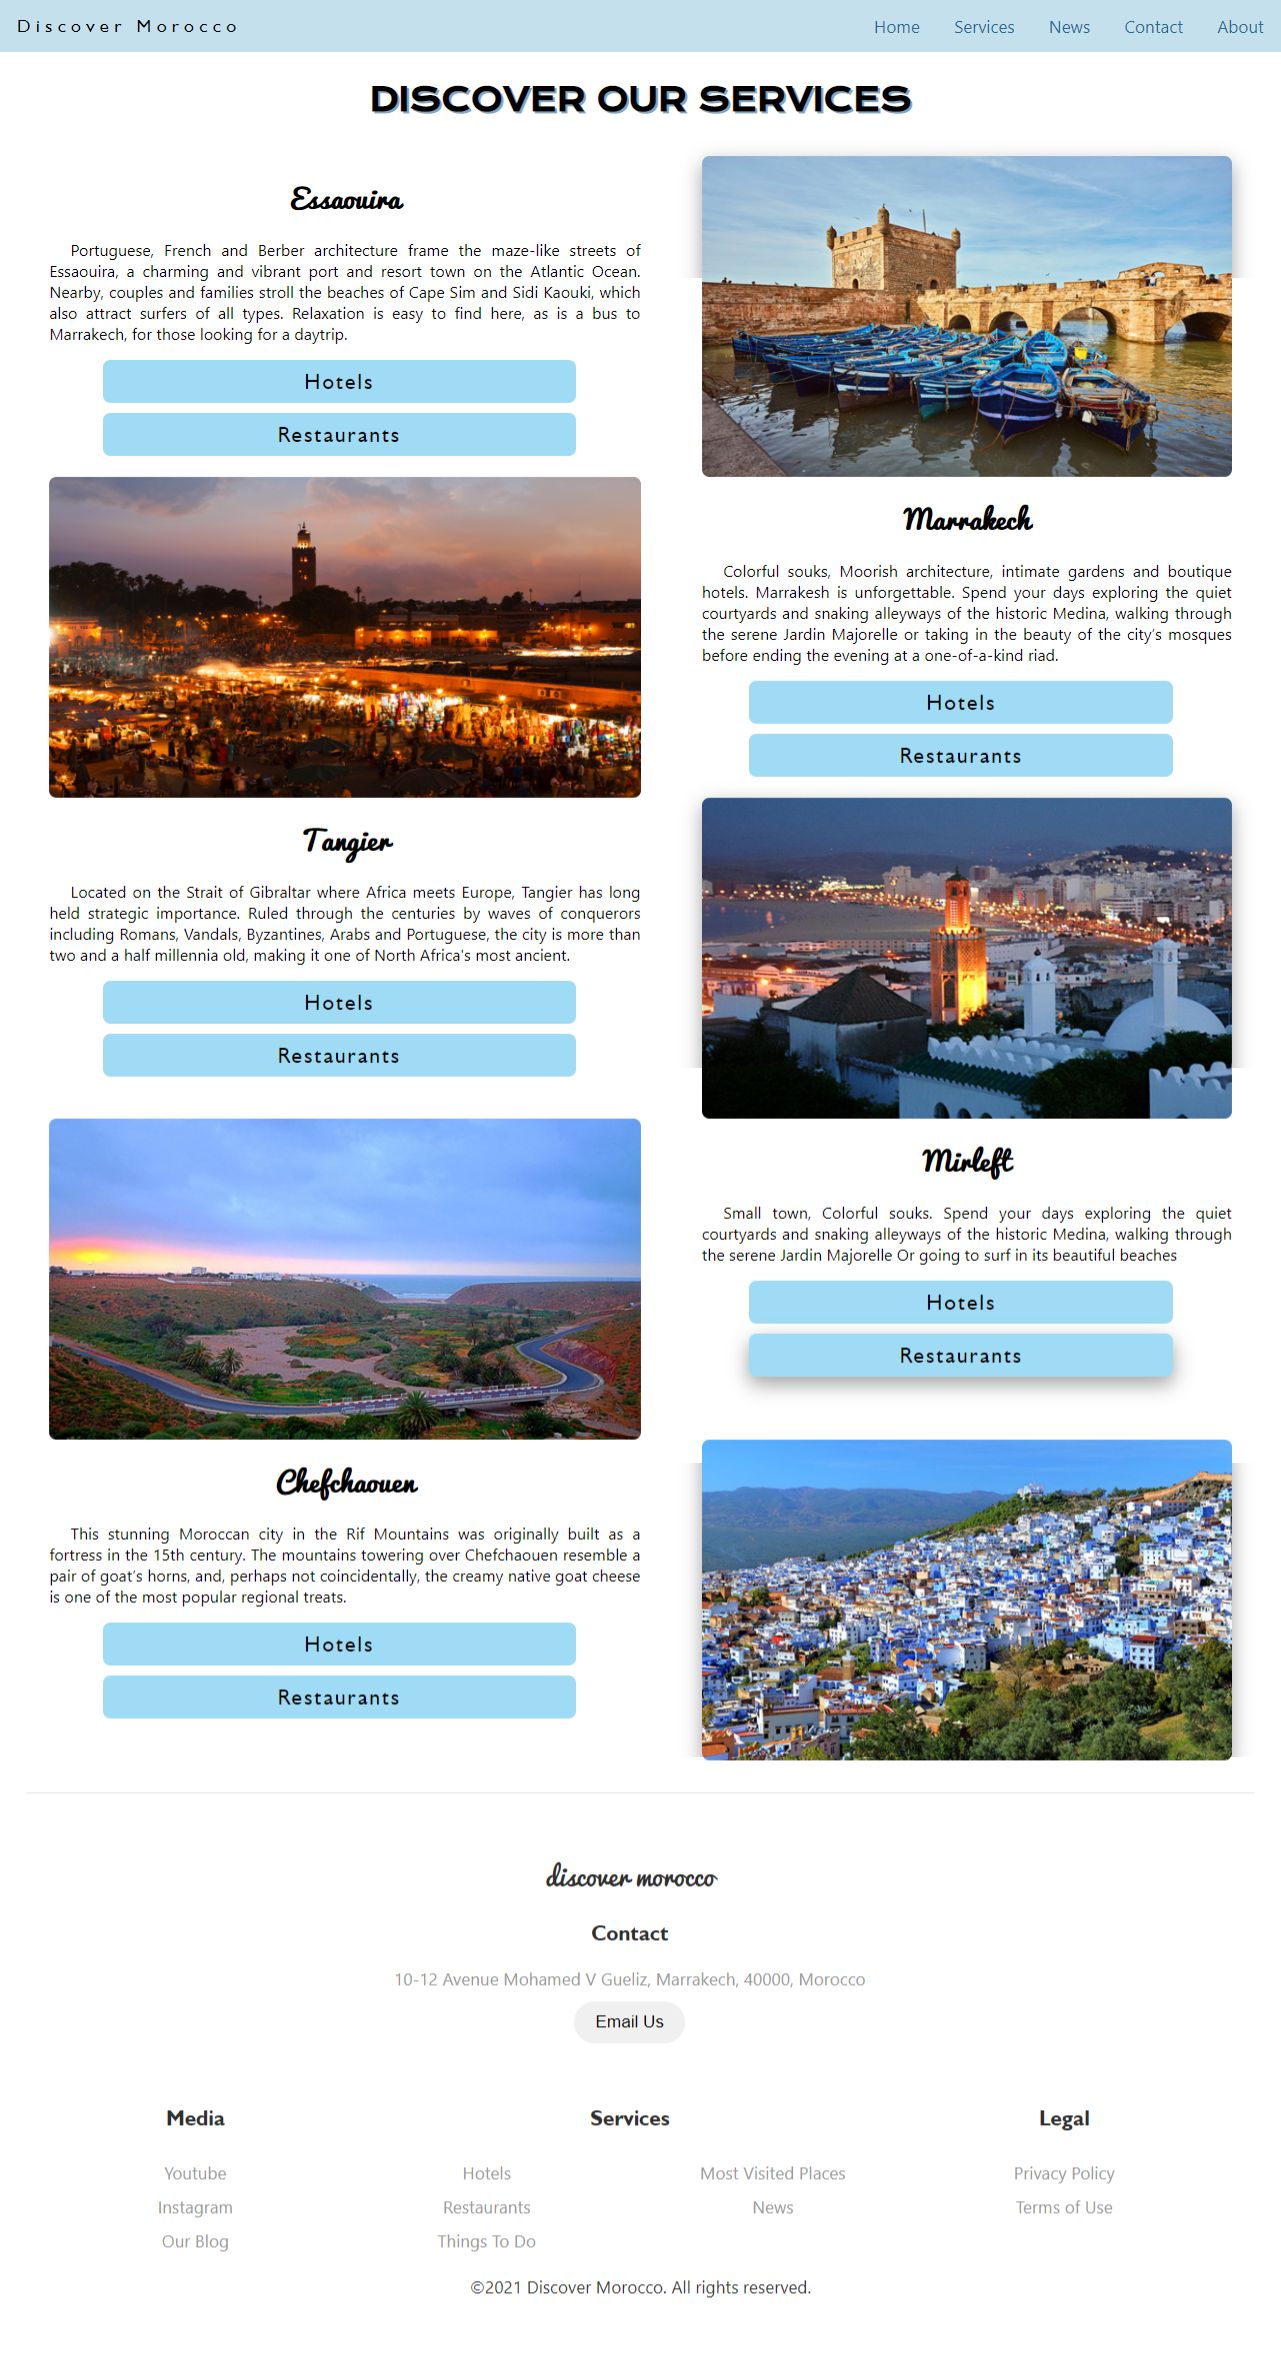 Discover Morocco
Home Services News Contact About
DISCOVER OUR SERVICES
Essaouira
Portuguese, French and Berber architecture frame the maze-like streets of
Essaouira, a charming and vibrant port and resort town on the Atlantic Ocean.
Nearby, couples and families stroll the beaches of Cape Sim and Sidi Kaouki, which
also attract surfers of all types. Relaxation is easy to find here, as is a bus to
Marrakech, for those looking for a daytrip.
Hotels
Restaurants
Marrakech
Colorful souks, Moorish architecture, intimate gardens and boutique
hotels. Marrakesh is unforgettable. Spend your days exploring the quiet
courtyards and snaking alleyways of the historic Medina, walking through
the serene Jardin Majorelle or taking in the beauty of the city’s mosques
before ending the evening at a one-of-a-kind riad.
Hotels
Restaurants
Tangier
Located on the Strait of Gibraltar where Africa meets Europe, Tangier has long
held strategic importance. Ruled through the centuries by waves of conquerors
including Romans, Vandals, Byzantines, Arabs and Portuguese, the city is more than
two and a half millennia old, making it one of North Africa's most ancient.
Hotels
Restaurants
Mirleft
Small town, Colorful souks. Spend your days exploring the quiet
courtyards and snaking alleyways of the historic Medina, walking through
the serene Jardin Majorelle Or going to surf in its beautiful beaches
Hotels
Restaurants
Chefchaouen
This stunning Moroccan city in the Rif Mountains was originally built as a
fortress in the 15th century. The mountains towering over Chefchaouen resemble a
pair of goat’s horns, and, perhaps not coincidentally, the creamy native goat cheese
is one of the most popular regional treats.
Hotels
Restaurants
discover morocco
Contact
10-12 Avenue Mohamed V Gueliz, Marrakech, 40000, Morocco
Email Us
Media
Youtube
Instagram
Our Blog
Services
Hotels
Restaurants
Things To Do
Most Visited Places
News
Legal
Privacy Policy
Terms of Use
©2021 Discover Morocco. All rights reserved.